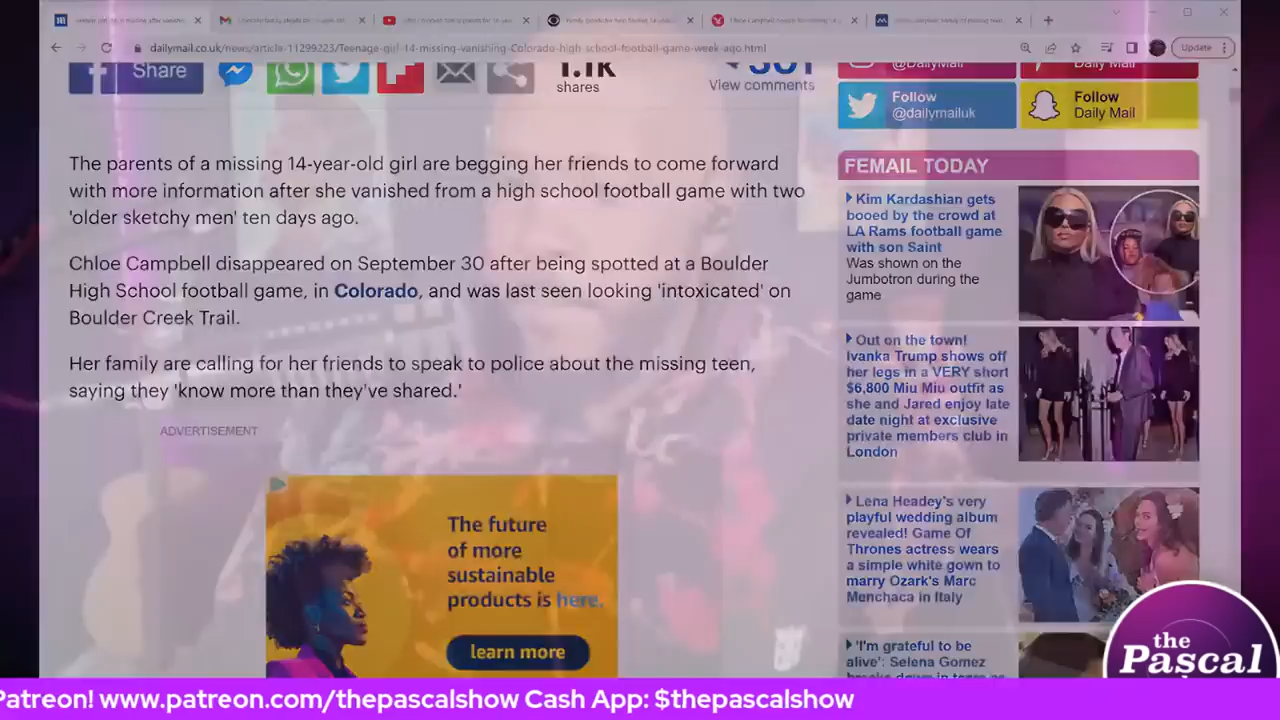 dailymail.co.uk/news/article-11299223/Teenage-girl-14-missing-vanishing-Colorado-high-school-football-game-week-ago.html
Update
Share
1.1K
shares
View comments
@DailyMail
Daily Mail
Follow
@dailymailuk
Follow
Daily Mail
The parents of a missing 14-year-old girl are begging her friends to come forward
with more information after she vanished from a high school football game with two
'older sketchy men' ten days ago.
Chloe Campbell disappeared on September 30 after being spotted at a Boulder
High School football game, in Colorado, and was last seen looking 'intoxicated' on
Boulder Creek Trail.
Her family are calling for her friends to speak to police about the missing teen,
saying they 'know more than they've shared.'
ADVERTISEMENT
The future
of more
sustainable
products is here.
learn more
FEMAIL TODAY
Kim Kardashian gets
booed by the crowd at
LA Rams football game
with son Saint
Was shown on the
Jumbotron during the
game
Out on the town!
Ivanka Trump shows off
her legs in a VERY short
$6,800 Miu Miu outfit as
she and Jared enjoy late
date night at exclusive
private members club in
London
Lena Headey's very
playful wedding album
revealed! Game Of
Thrones actress wears
a simple white gown to
marry Ozark's Marc
Menchaca in Italy
'I'm grateful to be
alive': Selena Gomez
the
Pascal
Patreon! www.patreon.com/thepascalshow Cash App: $thepascalshow